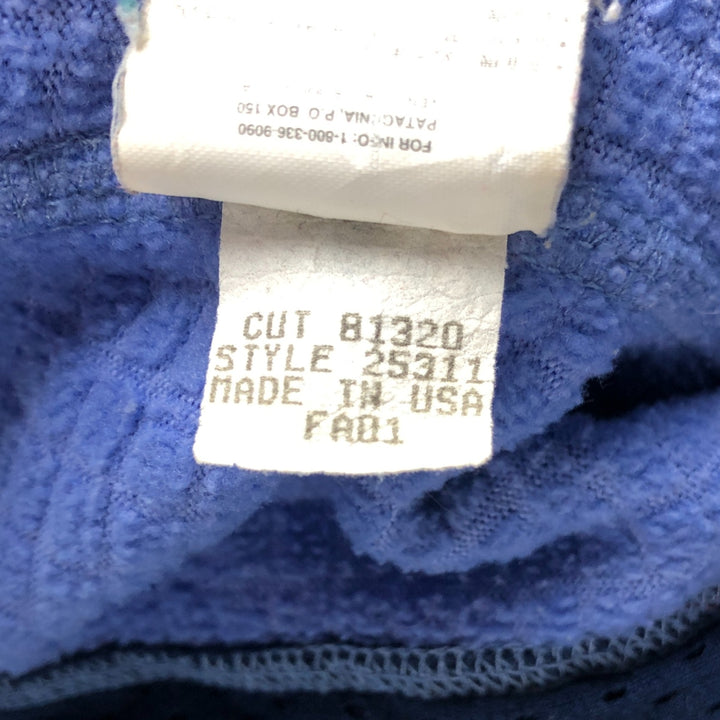 FOR INFO: 1-800-336-9090
PATAGONIA, P.O. BOX 150
CUT 81320
STYLE 25311
MADE IN USA
FA01